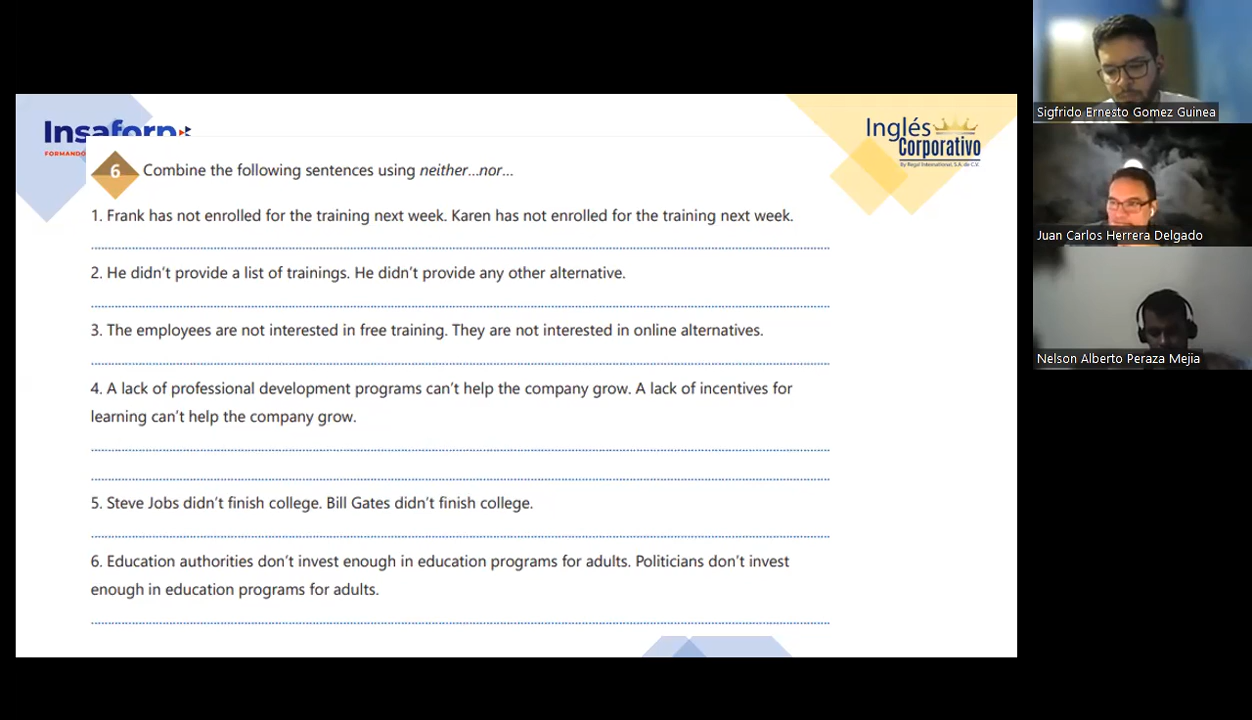 Insaforp
FORMANDO
Inglés
Corporativo
by Regal International, S.A. de C.V.
6 Combine the following sentences using neither...nor...
1. Frank has not enrolled for the training next week. Karen has not enrolled for the training next week.
2. He didn't provide a list of trainings. He didn't provide any other alternative.
3. The employees are not interested in free training. They are not interested in online alternatives.
4. A lack of professional development programs can't help the company grow. A lack of incentives for
learning can't help the company grow.
5. Steve Jobs didn't finish college. Bill Gates didn't finish college.
6. Education authorities don't invest enough in education programs for adults. Politicians don't invest
enough in education programs for adults.
Sigfrido Ernesto Gomez Guinea
Juan Carlos Herrera Delgado
Nelson Alberto Peraza Mejia